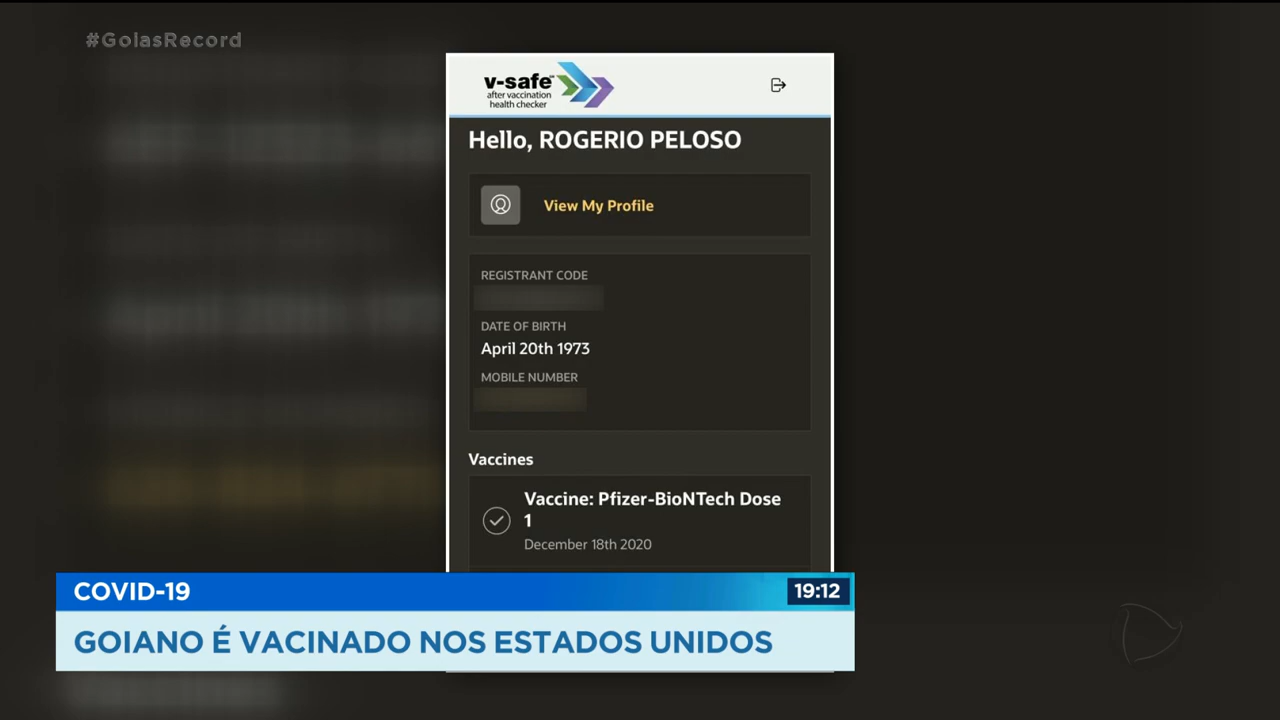 #GoiasRecord
v-safe
after vaccination
health checker
Hello, ROGERIO PELOSO
View My Profile
REGISTRANT CODE
DATE OF BIRTH
April 20th 1973
MOBILE NUMBER
Vaccines
Vaccine: Pfizer-BioNTech Dose
1
December 18th 2020
COVID-19
19:12
GOIANO É VACINADO NOS ESTADOS UNIDOS